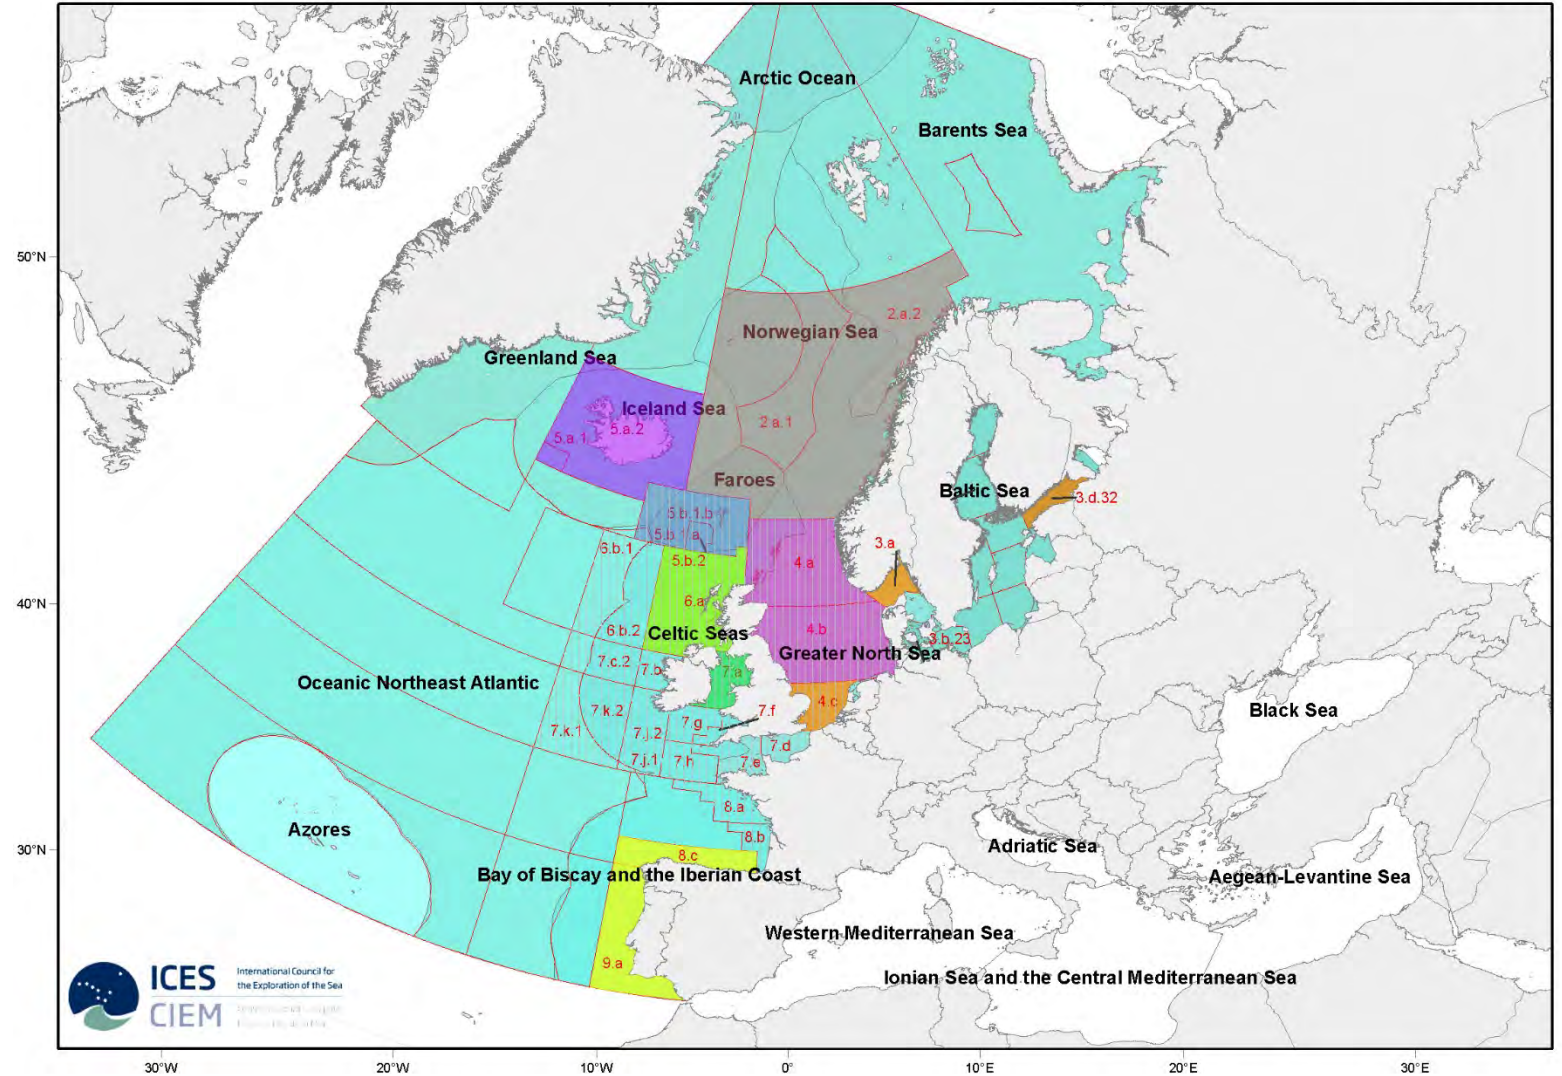 Arctic Ocean
Barents Sea
50°N
2.a.2
Norwegian Sea
Greenland Sea
Iceland Sea
5.a.2
5.a.1
2.a.1
Faroes
Baltic Sea
3.d.32
5.b.1.b
5.b.1.a
3.a
6.b.1
5.b.2
4.a
40°N
6.a
6.b.2
Celtic Seas
4.b
3.b.23
Greater North Sea
7.c.2
7.b
7.a
Oceanic Northeast Atlantic
4.c
7.k.2
7.f
Black Sea
7.g
7.k.1
7.j.2
7.d
7.j.1
7.h
7.e
8.a
Azores
8.b
30°N
8.c
Adriatic Sea
Bay of Biscay and the Iberian Coast
Aegean-Levantine Sea
Western Mediterranean Sea
9.a
Ionian Sea and the Central Mediterranean Sea
ICES
CIEM
International Council for
the Exploration of the Sea
30°W
20°W
10°W
0°
10°E
20°E
30°E